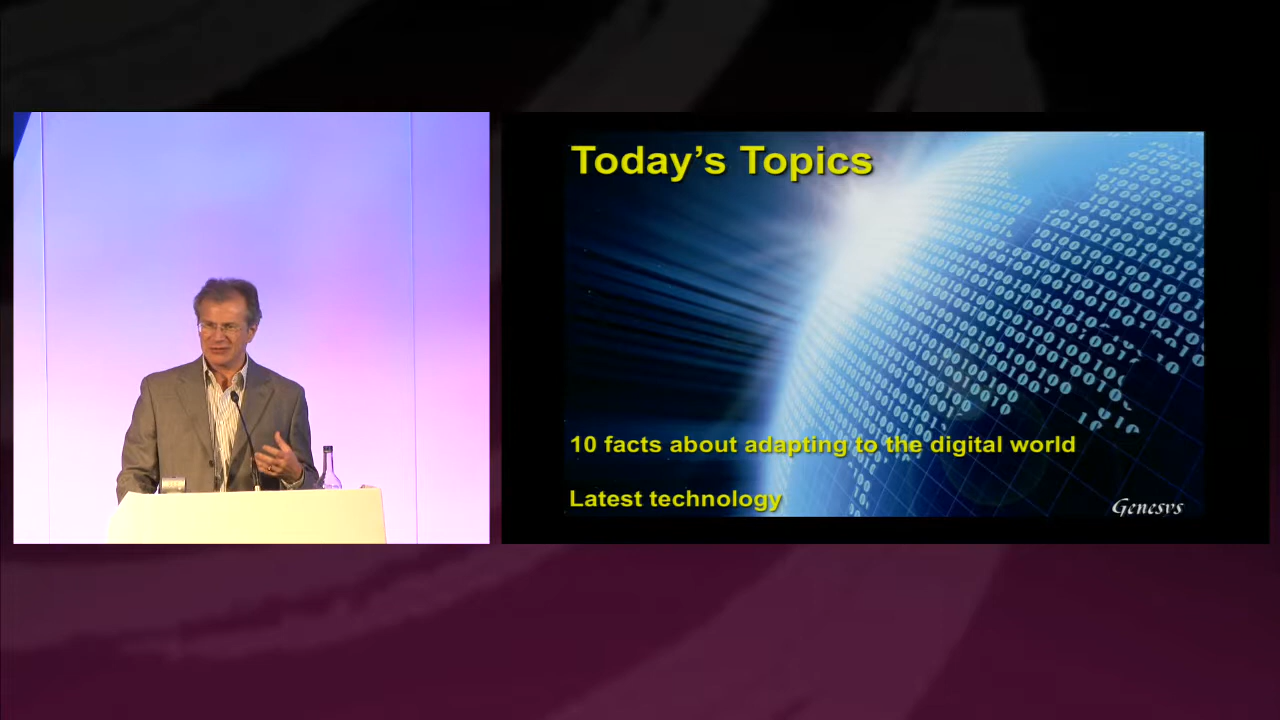 Today's Topics
10 facts about adapting to the digital world
Latest technology
Genesys